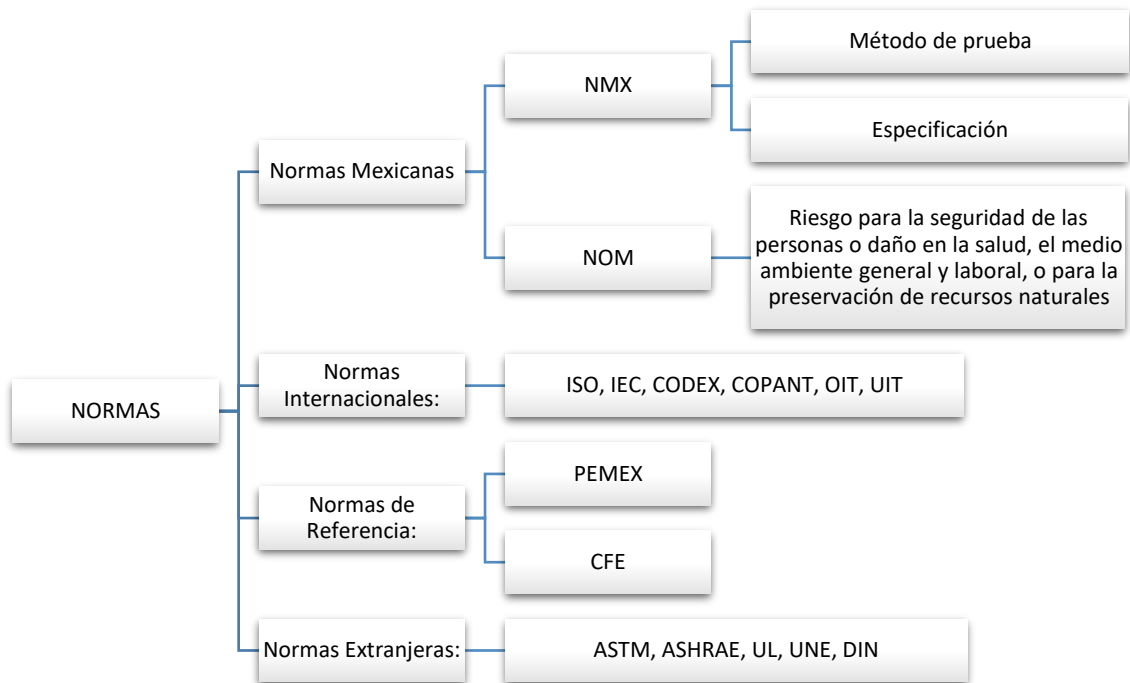 NORMAS
Normas Mexicanas
NMX
Método de prueba
Especificación
NOM
Riesgo para la seguridad de las
personas o daño en la salud, el medio
ambiente general y laboral, o para la
preservación de recursos naturales
Normas
Internacionales:
ISO, IEC, CODEX, COPANT, OIT, UIT
Normas de
Referencia:
PEMEX
CFE
Normas Extranjeras:
ASTM, ASHRAE, UL, UNE, DIN